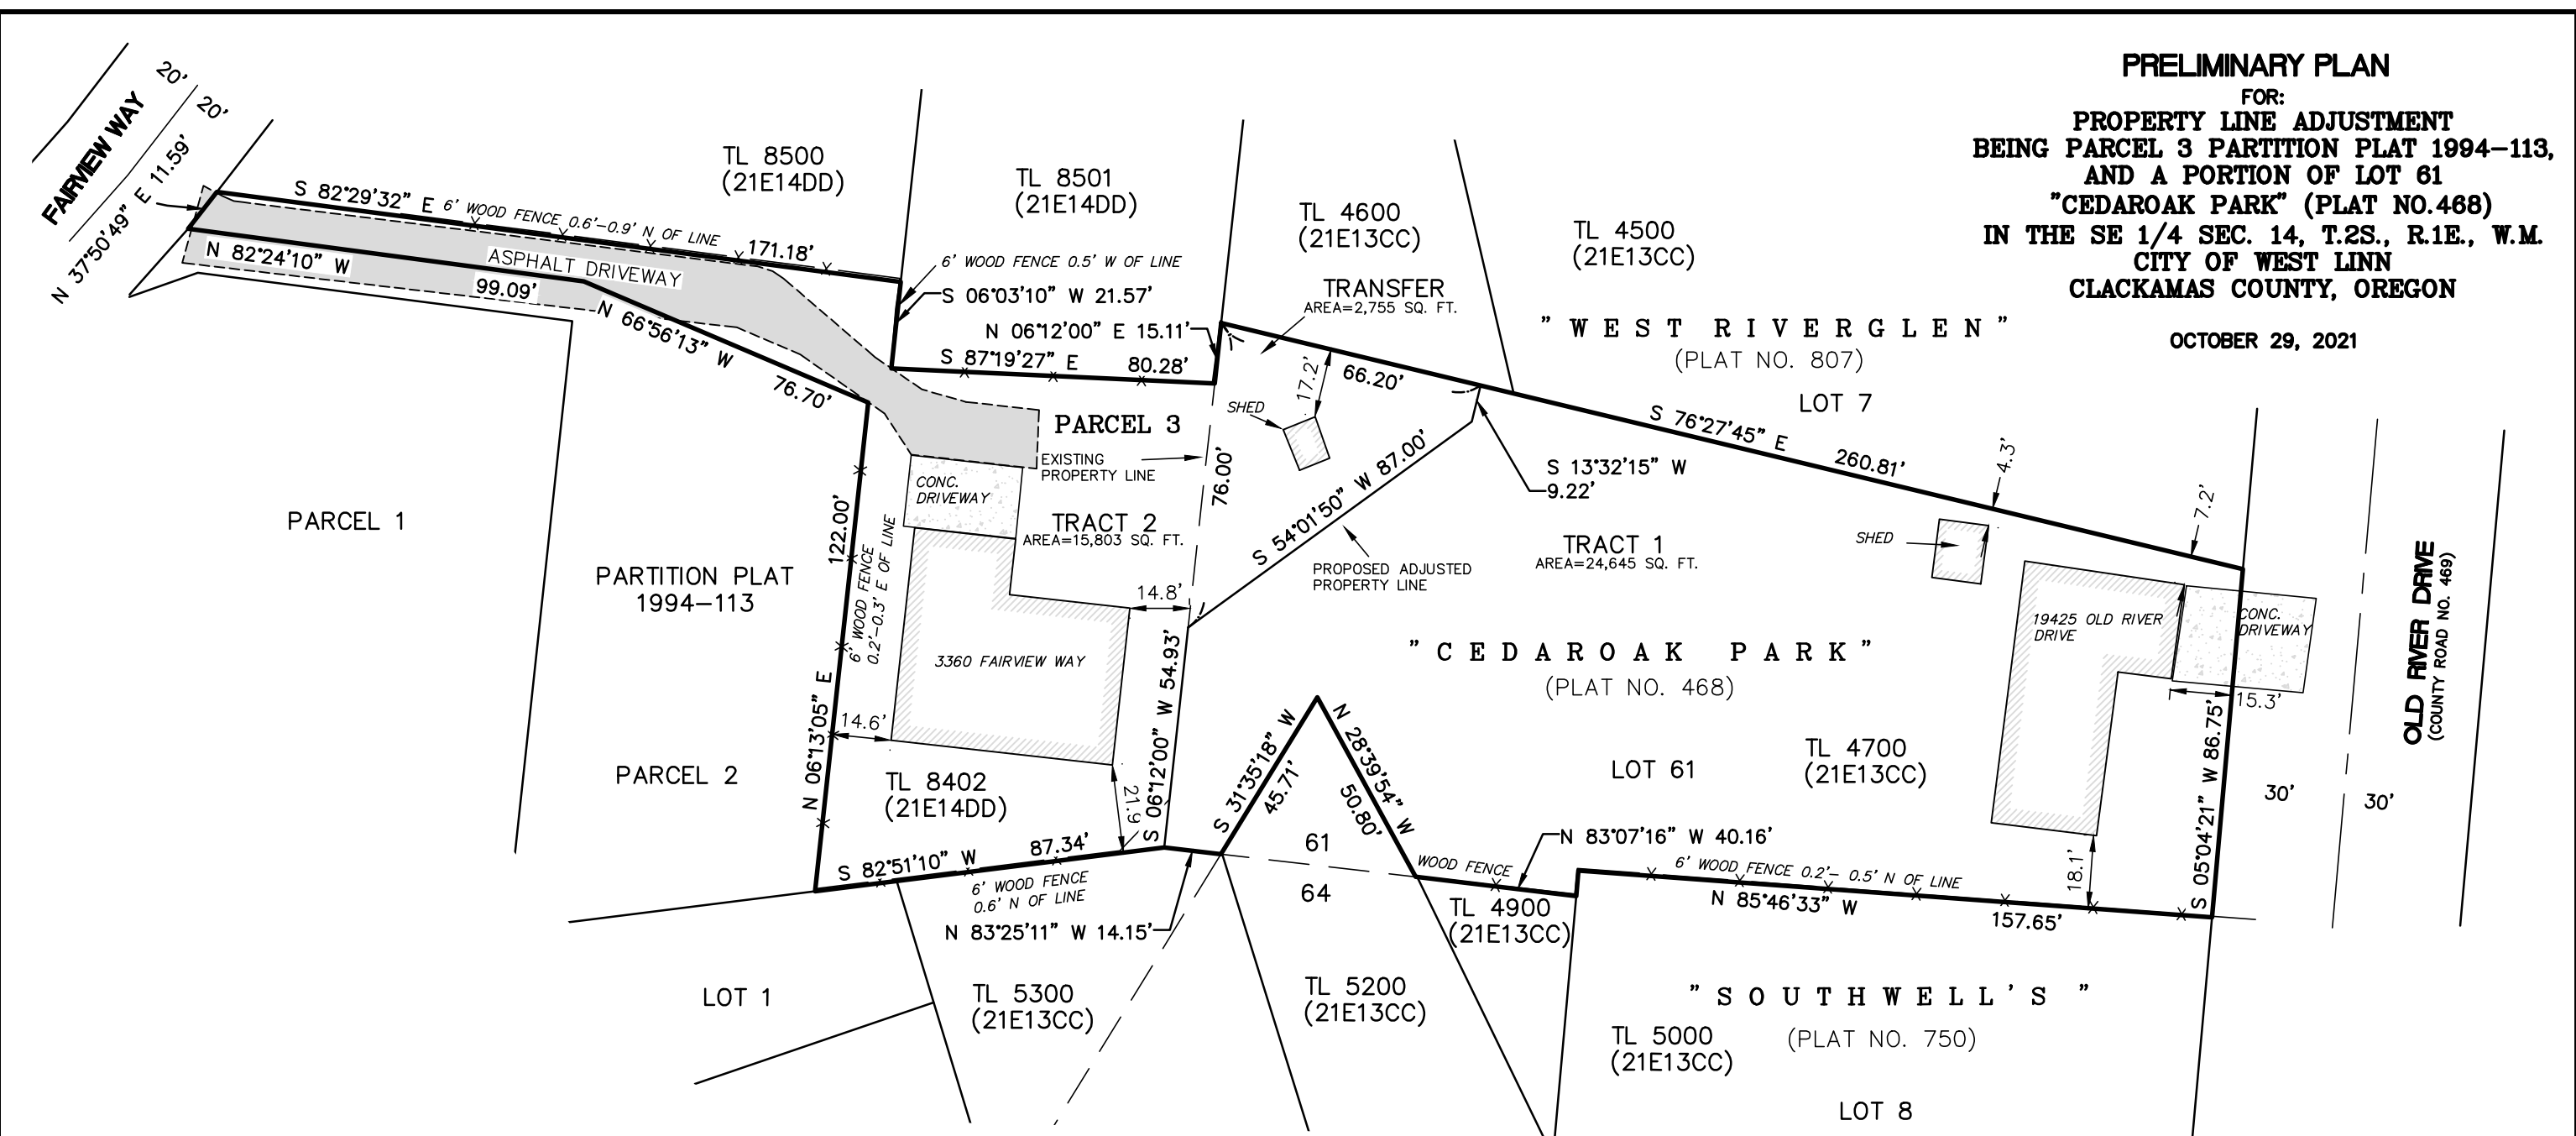 PRELIMINARY PLAN
FOR:
PROPERTY LINE ADJUSTMENT
BEING PARCEL 3 PARTITION PLAT 1994-113,
AND A PORTION OF LOT 61
"CEDAROAK PARK" (PLAT NO.468)
IN THE SE 1/4 SEC. 14, T.2S., R.1E., W.M.
CITY OF WEST LINN
CLACKAMAS COUNTY, OREGON
OCTOBER 29, 2021
FAIRVIEW WAY
20'
20'
N 37°50'49" E 11.59'
S 82°29'32" E
6' WOOD FENCE 0.6'-0.9' N OF LINE
171.18'
N 82°24'10" W
99.09'
ASPHALT DRIVEWAY
N 66°56'13" W
76.70'
TL 8500
(21E14DD)
TL 8501
(21E14DD)
6' WOOD FENCE 0.5' W OF LINE
S 06°03'10" W 21.57'
N 06°12'00" E 15.11'
S 87°19'27" E
80.28'
TL 4600
(21E13CC)
TL 4500
(21E13CC)
TRANSFER
AREA=2,755 SQ. FT.
17.2'
66.20'
SHED
" W E S T R I V E R G L E N "
(PLAT NO. 807)
LOT 7
S 76°27'45" E
260.81'
4.3'
7.2'
S 13°32'15" W
9.22'
PARCEL 3
EXISTING
PROPERTY LINE
76.00'
S 54°01'50" W 87.00'
PROPOSED ADJUSTED
PROPERTY LINE
CONC.
DRIVEWAY
TRACT 2
AREA=15,803 SQ. FT.
TRACT 1
AREA=24,645 SQ. FT.
SHED
PARCEL 1
PARTITION PLAT
1994-113
PARCEL 2
122.00'
6' WOOD FENCE
0.2'-0.3' E OF LINE
N 06°13'05" E
14.8'
3360 FAIRVIEW WAY
14.6'
21.9
S 06°12'00" W 54.93'
TL 8402
(21E14DD)
S 82°51'10" W
87.34'
6' WOOD FENCE
0.6' N OF LINE
N 83°25'11" W 14.15'
" C E D A R O A K P A R K "
(PLAT NO. 468)
S 31°35'18" W
45.71'
N 28°39'54" W
50.80'
61
64
LOT 61
TL 4700
(21E13CC)
19425 OLD RIVER
DRIVE
CONC.
DRIVEWAY
15.3'
S 05°04'21" W 86.75'
18.1'
OLD RIVER DRIVE
(COUNTY ROAD NO. 469)
30'
30'
WOOD FENCE
N 83°07'16" W 40.16'
6' WOOD FENCE 0.2'- 0.5' N OF LINE
N 85°46'33" W
157.65'
TL 4900
(21E13CC)
LOT 1
TL 5300
(21E13CC)
TL 5200
(21E13CC)
TL 5000
(21E13CC)
" S O U T H W E L L ' S "
(PLAT NO. 750)
LOT 8